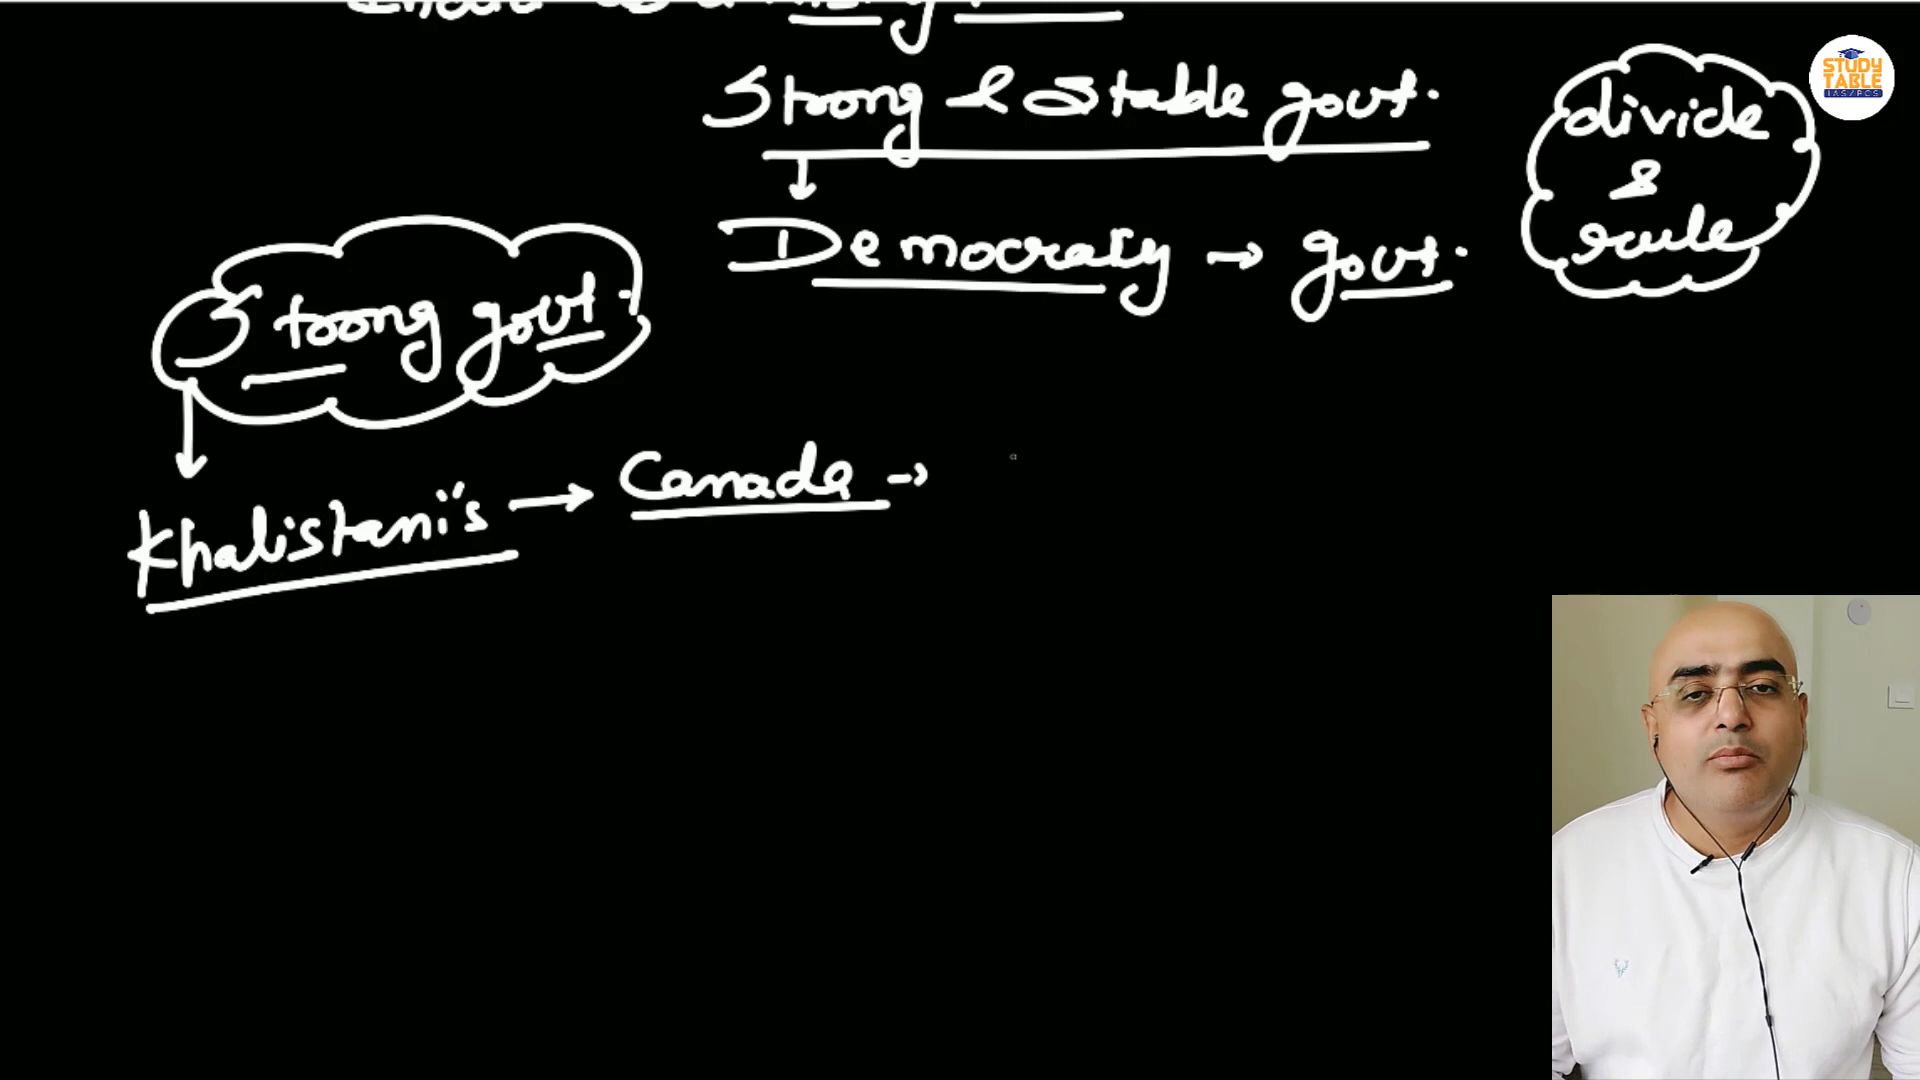 Strong & Stable govt.
divide
&
rule
Democracy → govt.
Strong govt.
Khalistani's → Canada →
STUDY
TABLE
IAS/PCS